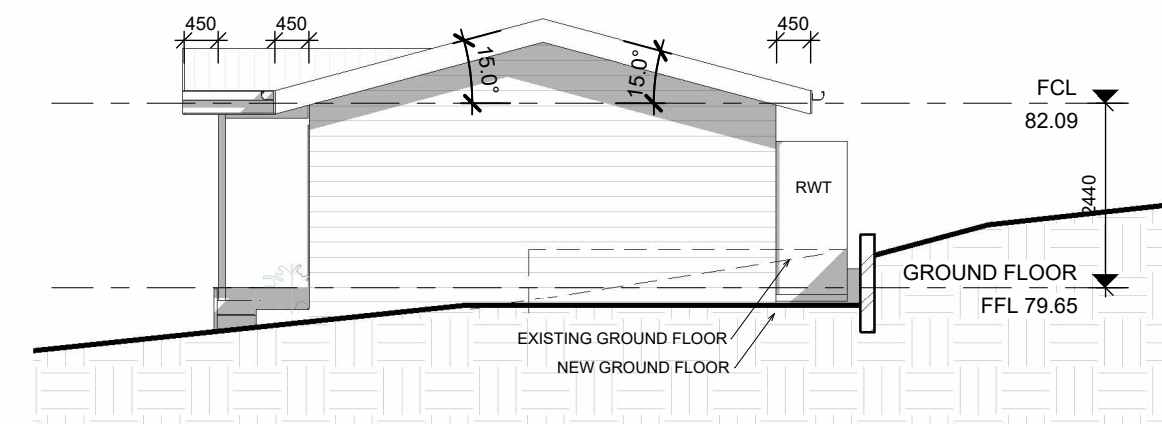 450
450
450
15.0°
15.0°
FCL
82.09
RWT
2440
GROUND FLOOR
FFL 79.65
EXISTING GROUND FLOOR
NEW GROUND FLOOR